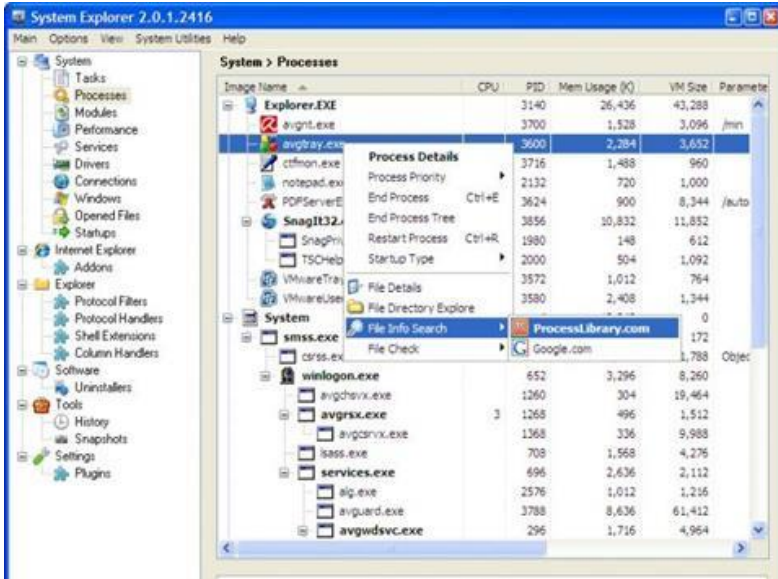 System Explorer 2.0.1.2416
Main Options View System Utilities Help
System
Tasks
Processes
Modules
Performance
Services
Drivers
Connections
Windows
Opened Files
Startups
Internet Explorer
Addons
Explorer
Protocol Filters
Protocol Handlers
Shell Extensions
Column Handlers
Software
Uninstallers
Tools
History
Snapshots
Settings
Plugins
System > Processes
Image Name CPU PID Mem Usage (K) VM Size Paramete
Explorer.EXE 3140 26,436 43,288
avgnt.exe 3700 1,528 3,096 /min
avgtray.exe 3600 2,284 3,652
ctfmon.exe 3716 1,488 960
notepad.exe 2132 720 1,000
PDFServerE 3624 900 8,344 /auto
SnagIt32. 3856 10,832 11,852
SnagPriv 1980 148 612
TSCHelp 2000 504 1,092
VMwareTray 3572 1,012 764
VMwareUser 3580 2,408 1,344
System 0
smss.exe 172
csrss.ex 1,788 Objec
winlogon.exe 652 3,296 8,260
avgchsvx.exe 1260 304 19,464
avgrsx.exe 3 1268 496 1,512
avgcsrvx.exe 1368 336 9,988
lsass.exe 708 1,568 4,276
services.exe 696 2,636 2,112
alg.exe 2576 1,012 1,216
avguard.exe 3788 8,636 61,412
avgwdsvc.exe 296 1,716 4,964
Process Details
Process Priority
End Process Ctrl+E
End Process Tree
Restart Process Ctrl+R
Startup Type
File Details
File Directory Explore
File Info Search
File Check
ProcessLibrary.com
Google.com